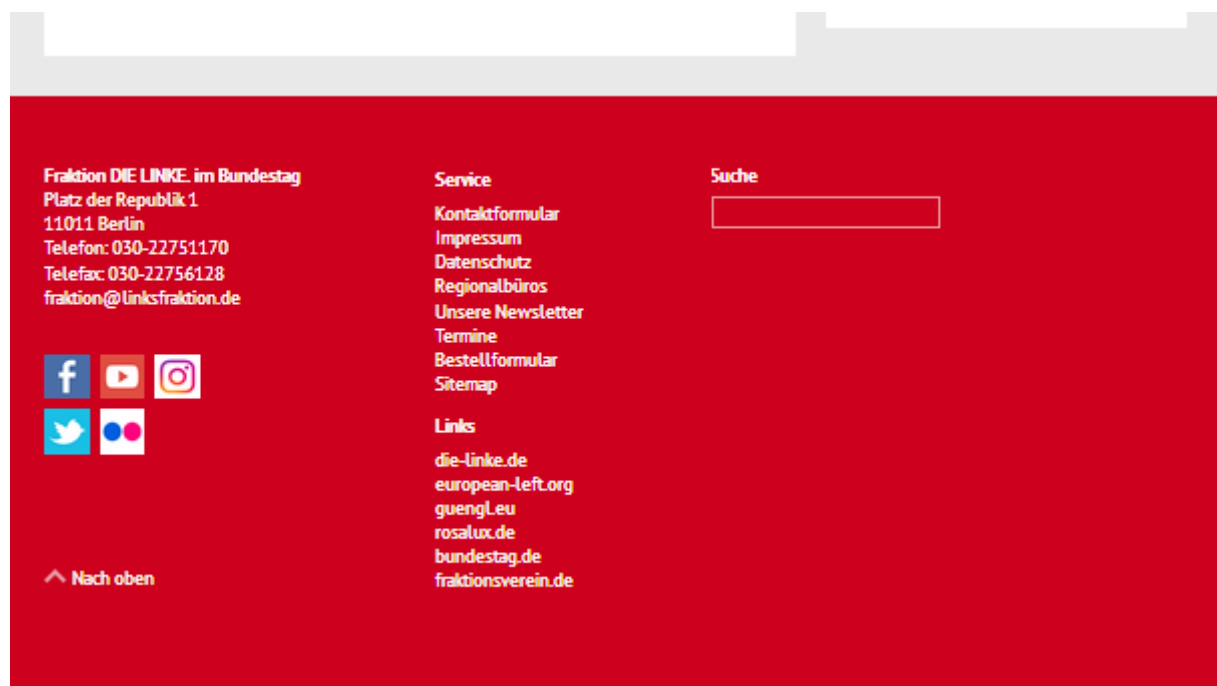 Fraktion DIE LINKE. im Bundestag
Platz der Republik 1
11011 Berlin
Telefon: 030-22751170
Telefax: 030-22756128
fraktion@linksfraktion.de
Nach oben
Service
Kontaktformular
Impressum
Datenschutz
Regionalbüros
Unsere Newsletter
Termine
Bestellformular
Sitemap
Links
die-linke.de
european-left.org
guengl.eu
rosalux.de
bundestag.de
fraktionsverein.de
Suche